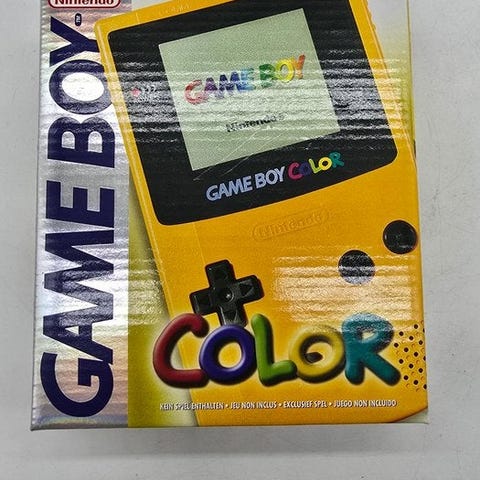 Nintendo
GAME BOY™
GAME BOY
Nintendo®
GAME BOY COLOR
Nintendo
COLOR
KEIN SPIEL ENTHALTEN • JEU NON INCLUS • EXCLUSIEF SPEL • JUEGO NON INCLUIDO